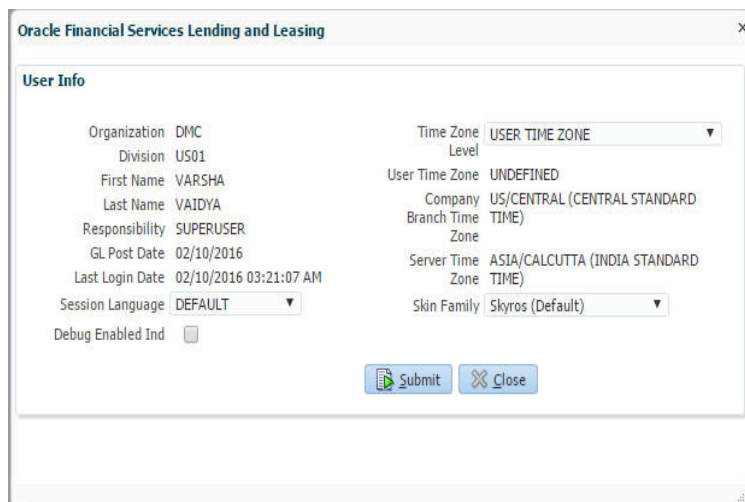 Oracle Financial Services Lending and Leasing
×
User Info
Organization DMC
Division US01
First Name VARSHA
Last Name VAIDYA
Responsibility SUPERUSER
GL Post Date 02/10/2016
Last Login Date 02/10/2016 03:21:07 AM
Session Language DEFAULT
Debug Enabled Ind
Time Zone Level USER TIME ZONE
User Time Zone UNDEFINED
Company Branch Time Zone US/CENTRAL (CENTRAL STANDARD TIME)
Server Time Zone ASIA/CALCUTTA (INDIA STANDARD TIME)
Skin Family Skyros (Default)
Submit
Close